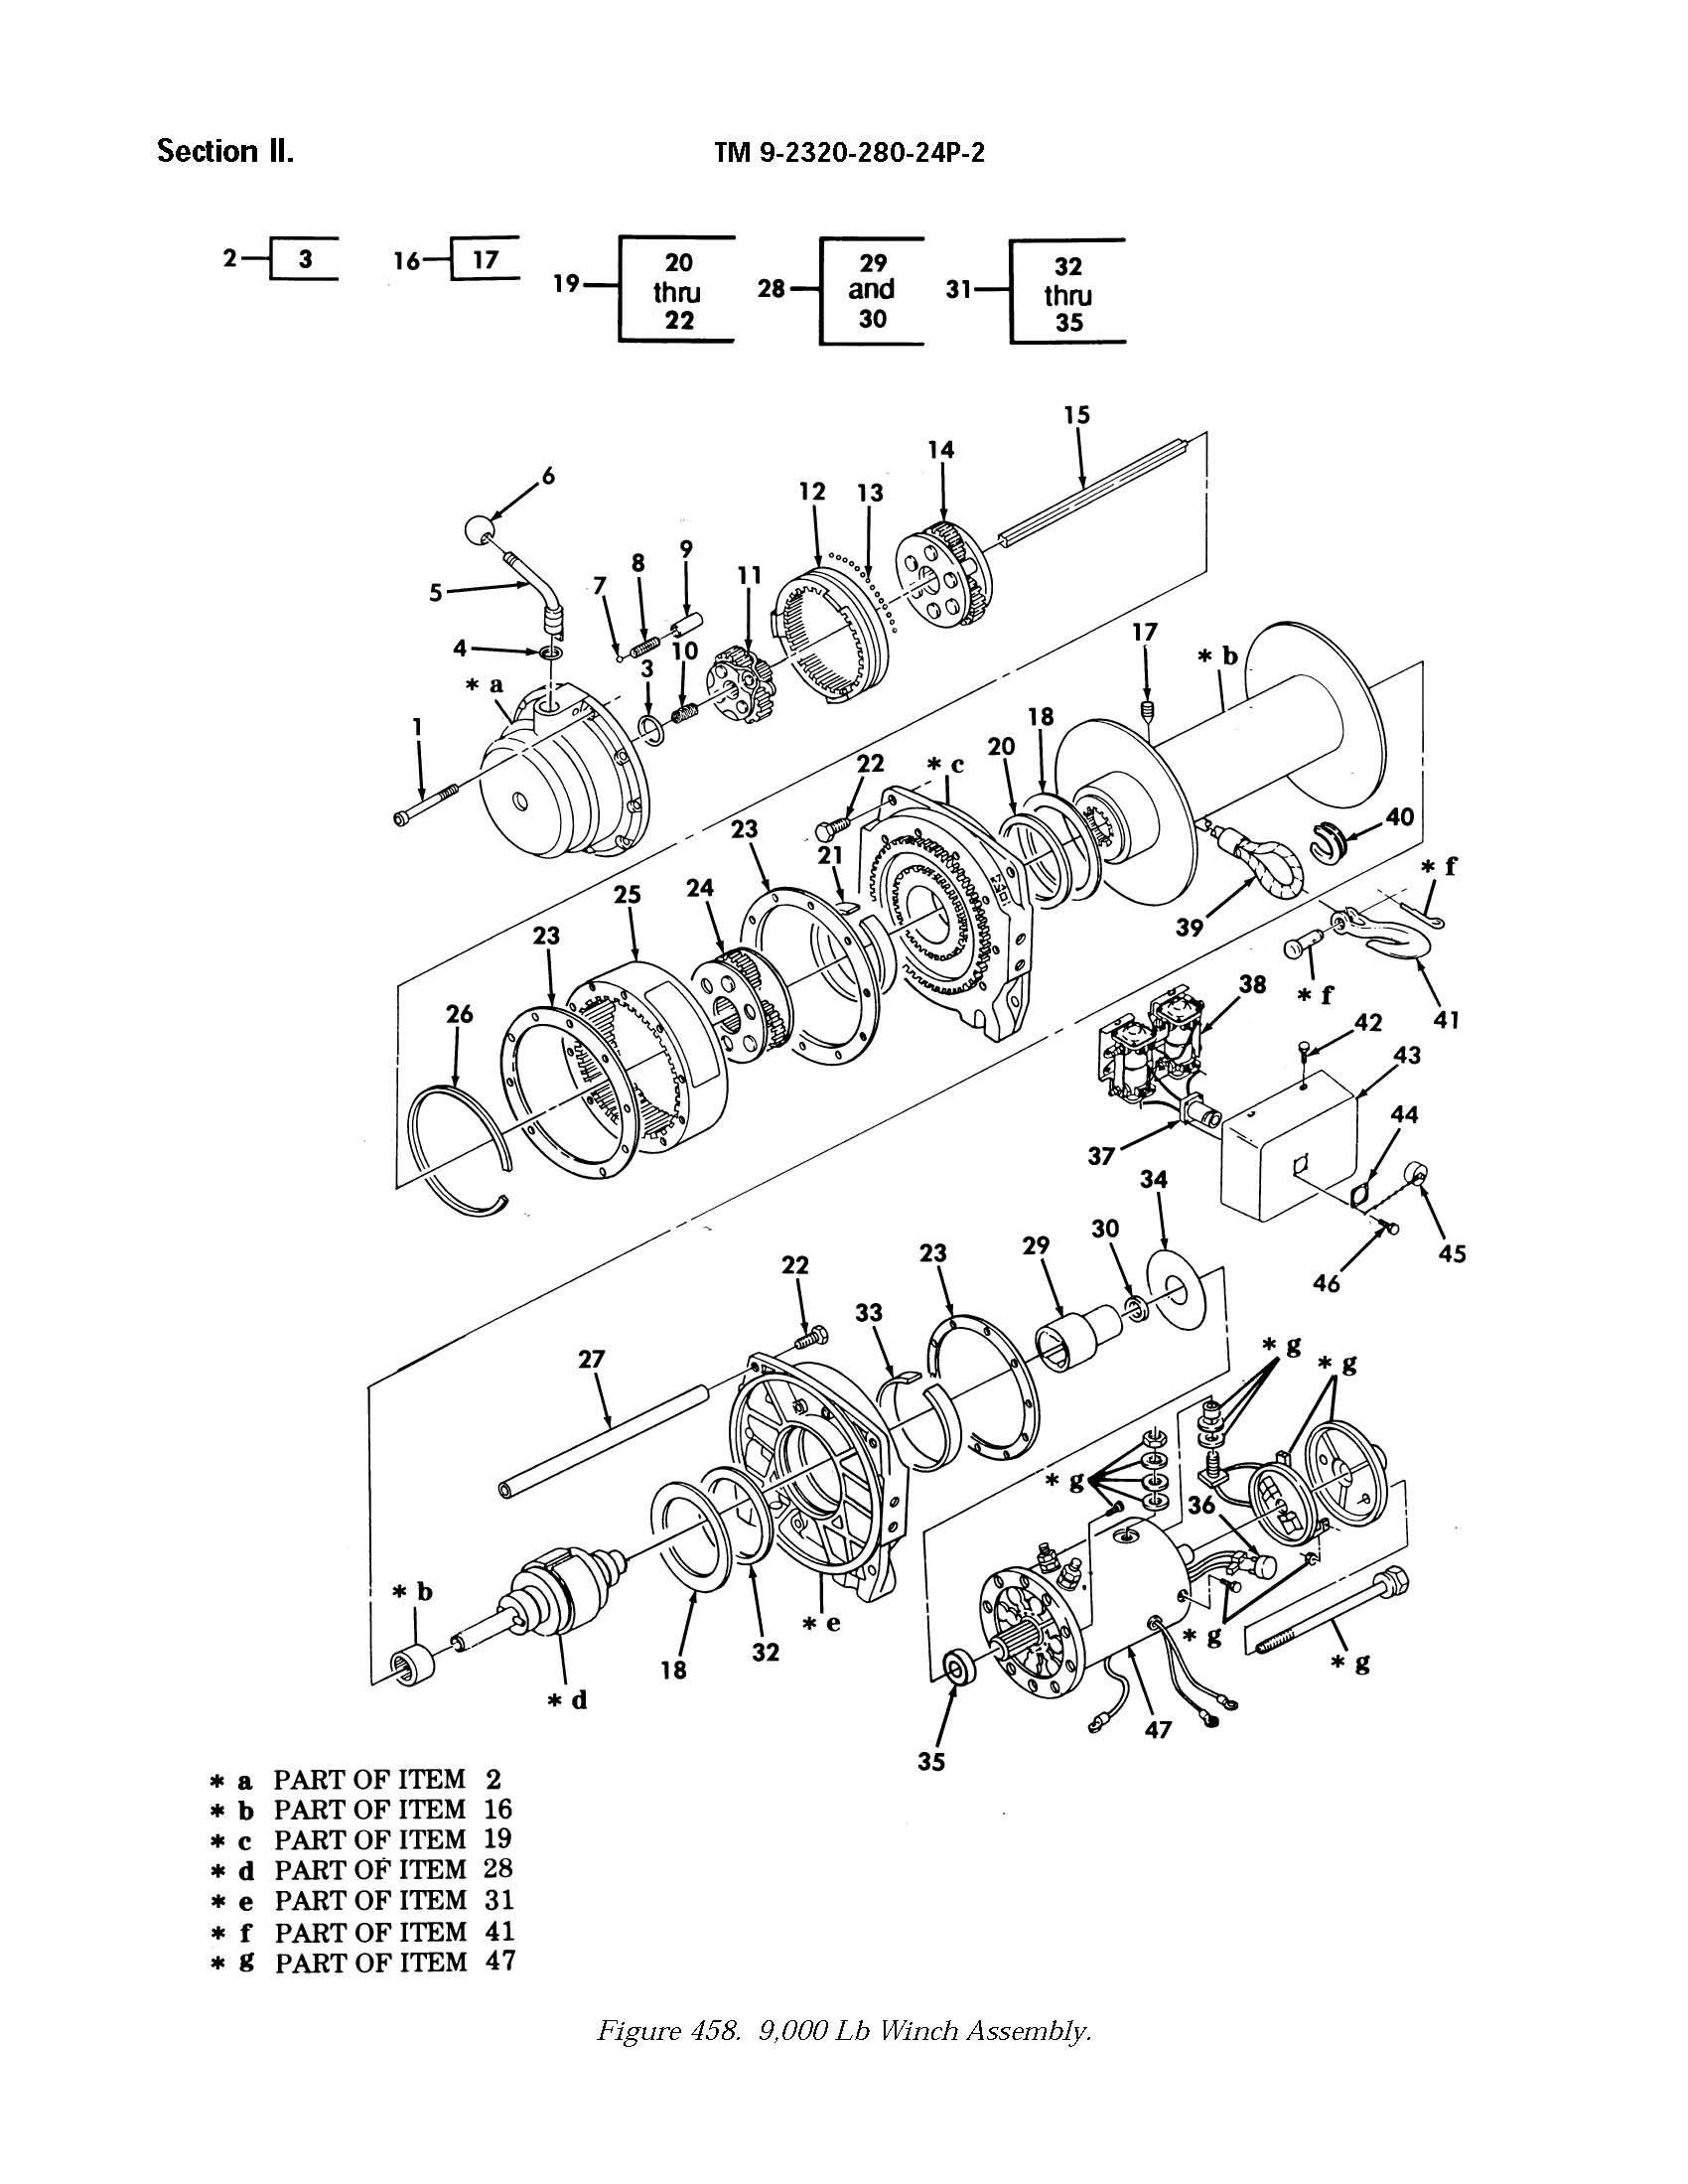 Section II.
TM 9-2320-280-24P-2
2 3
16 17
19 20 thru 22
28 29 and 30
31 32 thru 35
15
14
6
12 13
9
8
11
7
5
10
4
3
* a
17
* b
1
18
20
22
* c
40
23
21
* f
24
25
39
23
38
* f
26
41
42
43
44
37
34
30
45
29
23
46
22
33
* g
* g
27
* g
36
* b
* e
* g
32
18
* g
* d
47
35
* a PART OF ITEM 2
* b PART OF ITEM 16
* c PART OF ITEM 19
* d PART OF ITEM 28
* e PART OF ITEM 31
* f PART OF ITEM 41
* g PART OF ITEM 47
Figure 458. 9,000 Lb Winch Assembly.